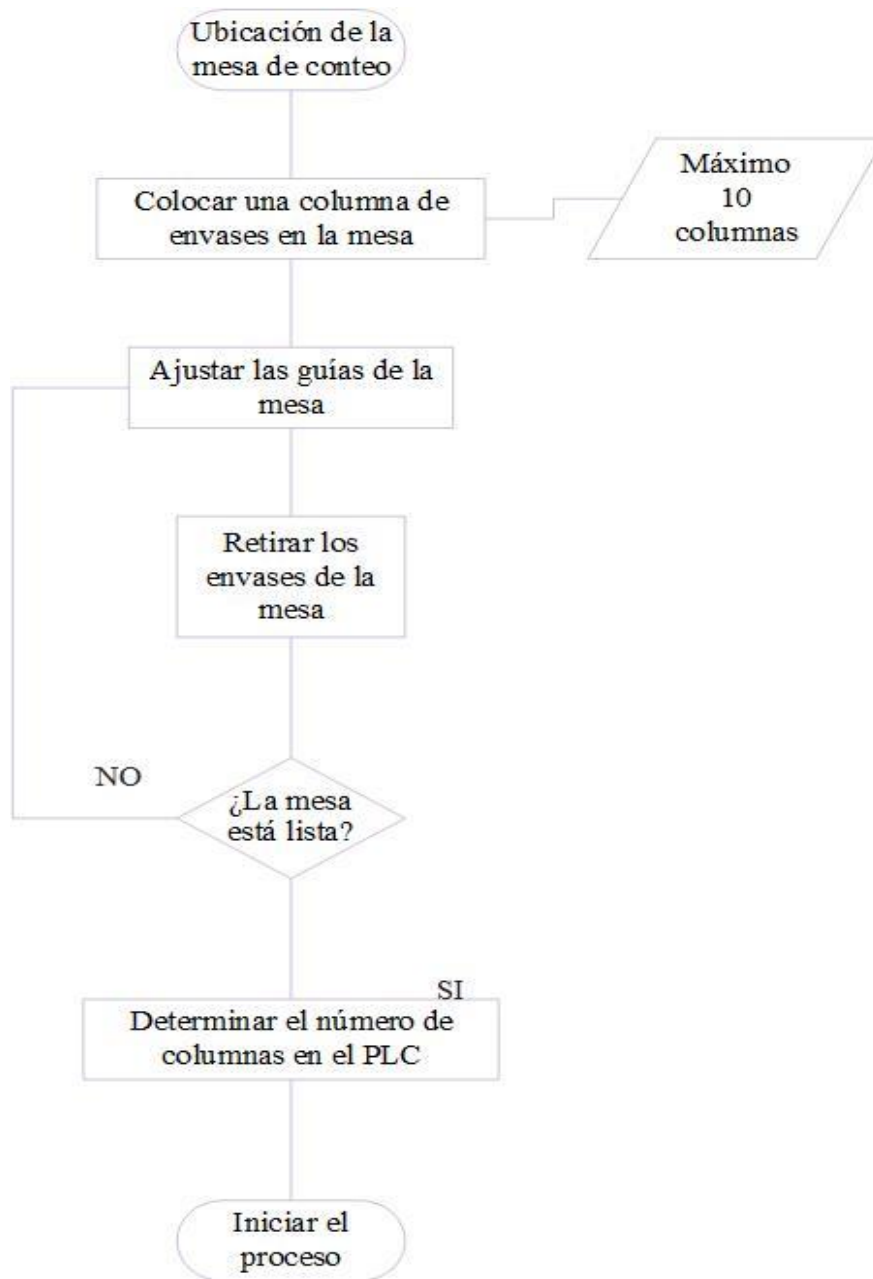 Ubicación de la
mesa de conteo
Colocar una columna de
envases en la mesa
Máximo
10
columnas
Ajustar las guías de la
mesa
Retirar los
envases de la
mesa
NO
¿La mesa
está lista?
SI
Determinar el número de
columnas en el PLC
Iniciar el
proceso